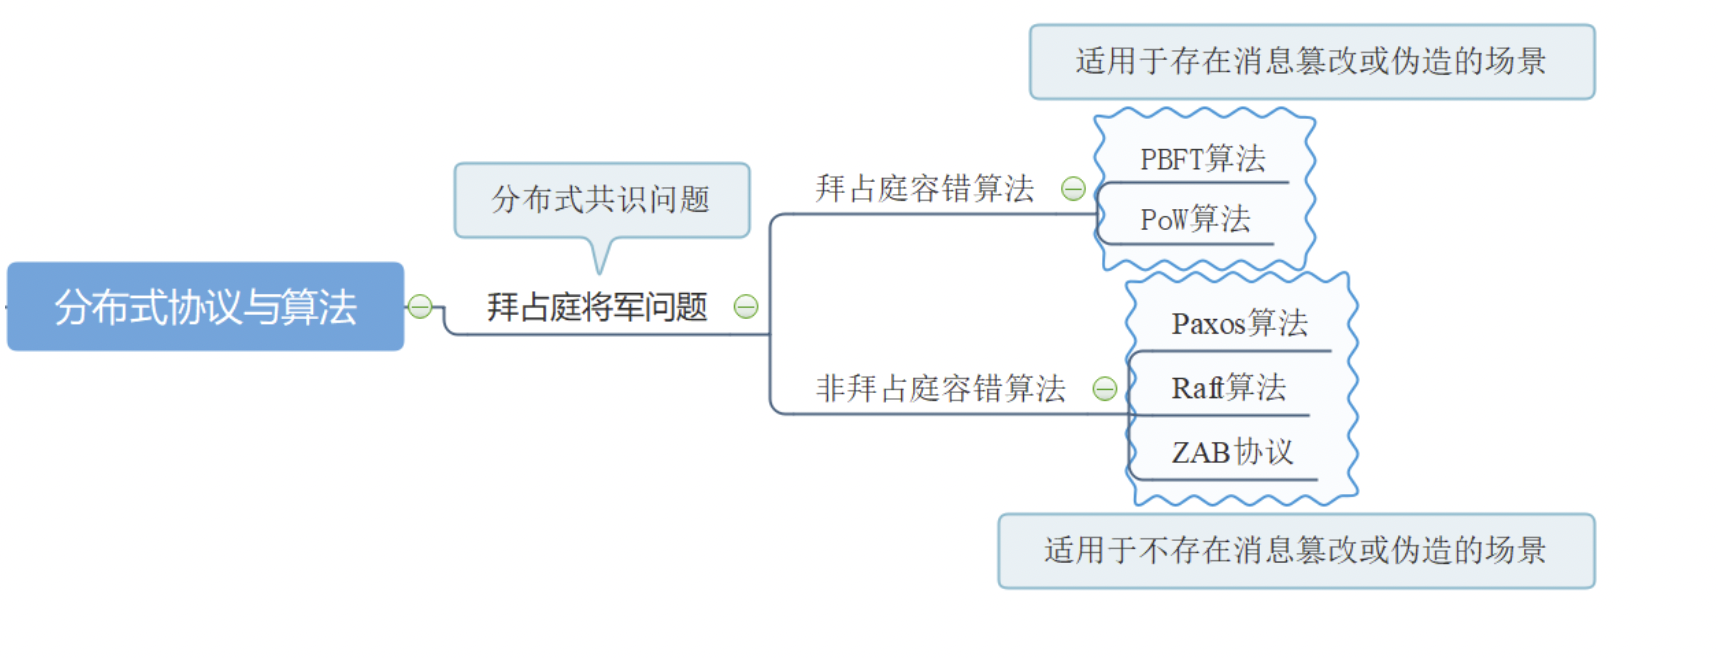 适用于存在消息篡改或伪造的场景
PBFT算法
拜占庭容错算法
PoW算法
分布式共识问题
分布式协议与算法
拜占庭将军问题
Paxos算法
非拜占庭容错算法
Raft算法
ZAB协议
适用于不存在消息篡改或伪造的场景